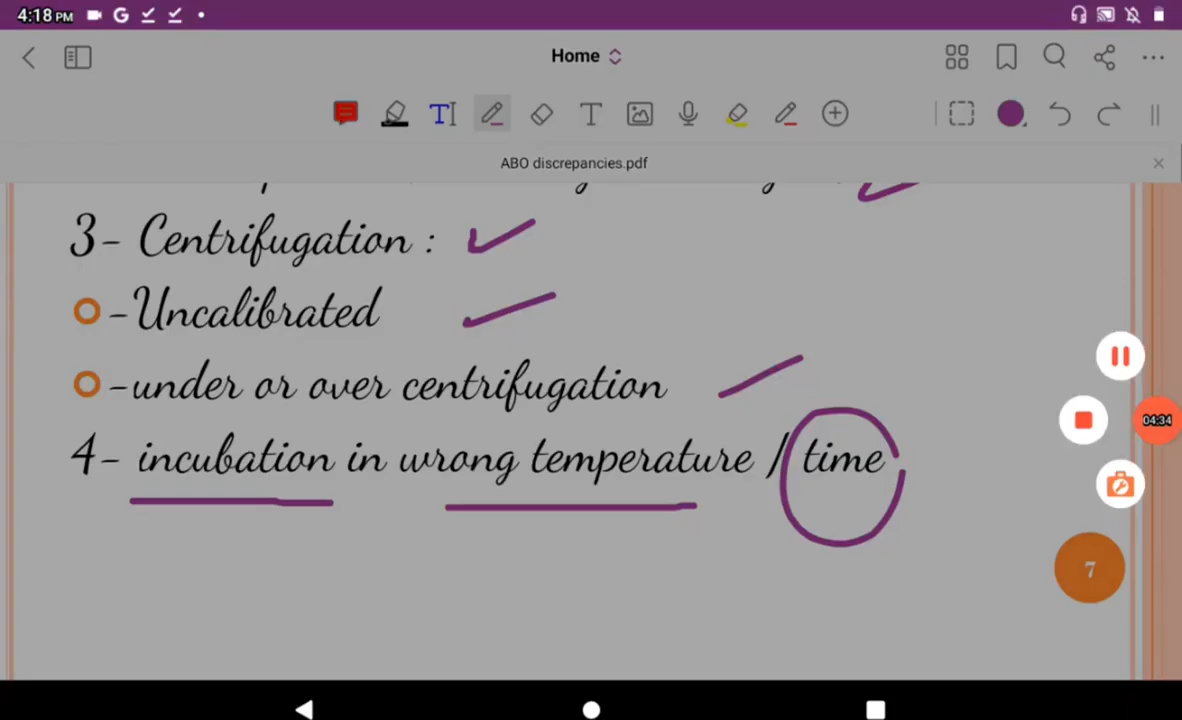 4:18 PM
Home
ABO discrepancies.pdf
3- Centrifugation :
-Uncalibrated
-under or over centrifugation
4- incubation in wrong temperature / time
04:34
7